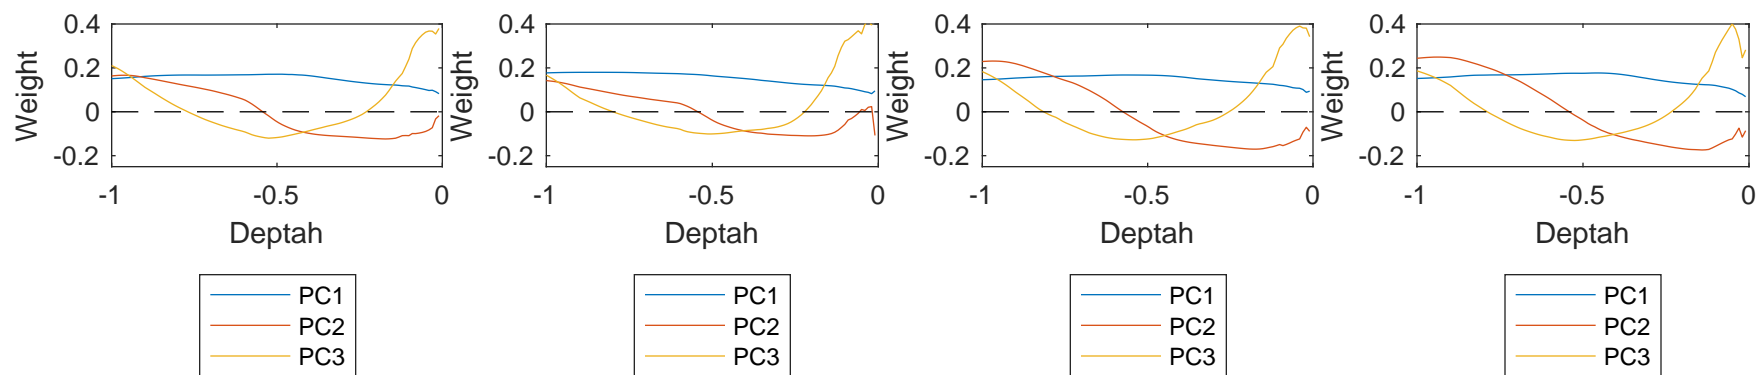 0.4 0.4 0.4 0.4
0.2 0.2 0.2 0.2
0 0 0 0
-0.2 -0.2 -0.2 -0.2
Weight Weight Weight Weight
-1 -0.5 0 -1 -0.5 0 -1 -0.5 0 -1 -0.5 0
Deptah Deptah Deptah Deptah
PC1 PC1 PC1 PC1
PC2 PC2 PC2 PC2
PC3 PC3 PC3 PC3